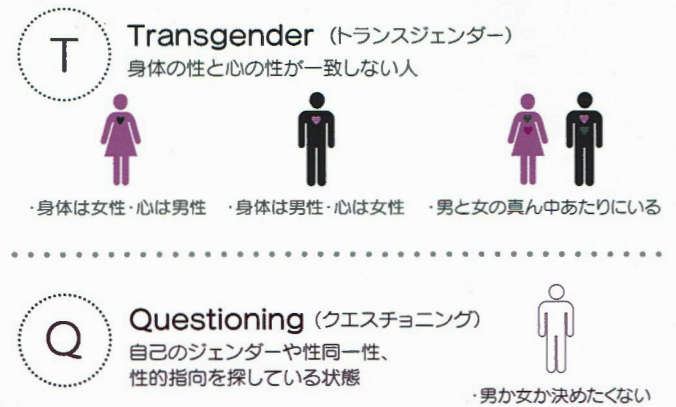 T
Transgender（トランスジェンダー）
身体の性と心の性が一致しない人
・身体は女性・心は男性 ・身体は男性・心は女性 ・男と女の真ん中あたりにいる
Q
Questioning（クエスチョニング）
自己のジェンダーや性同一性、
性的指向を探している状態
・男か女か決めたくない